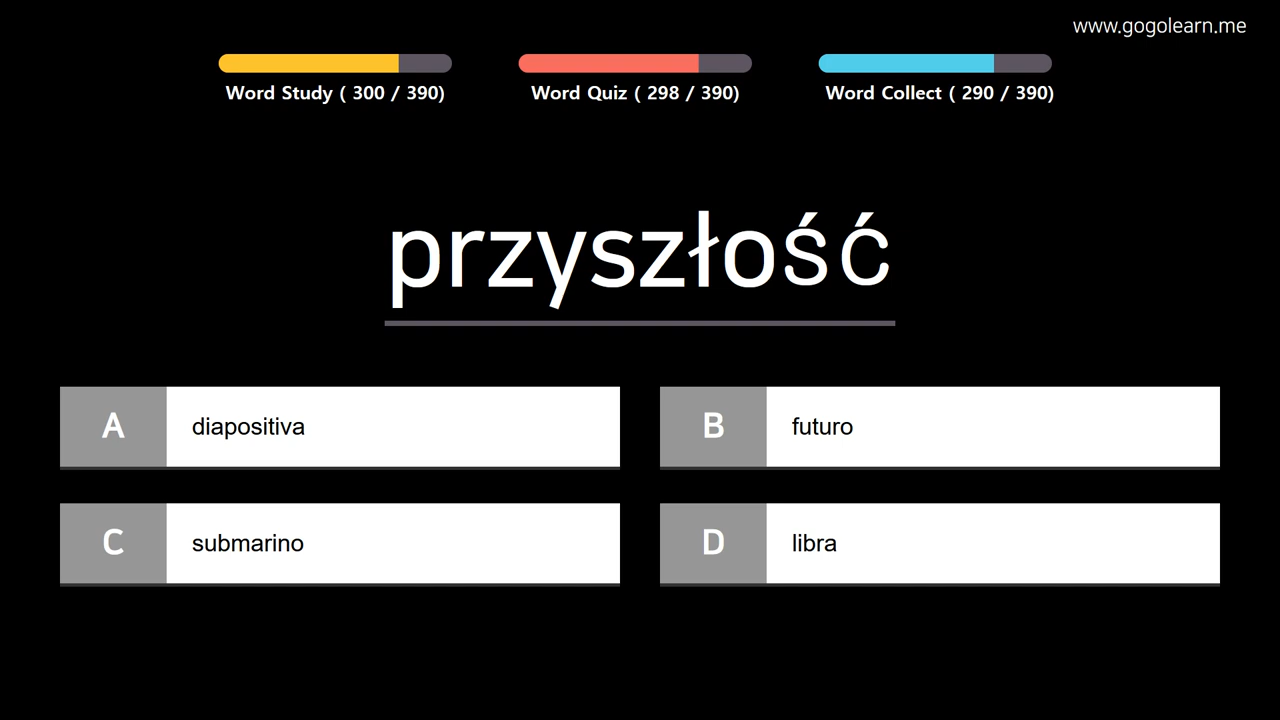 www.gogolearn.me
Word Study ( 300 / 390)
Word Quiz ( 298 / 390)
Word Collect ( 290 / 390)
przyszłość
A diapositiva
B futuro
C submarino
D libra